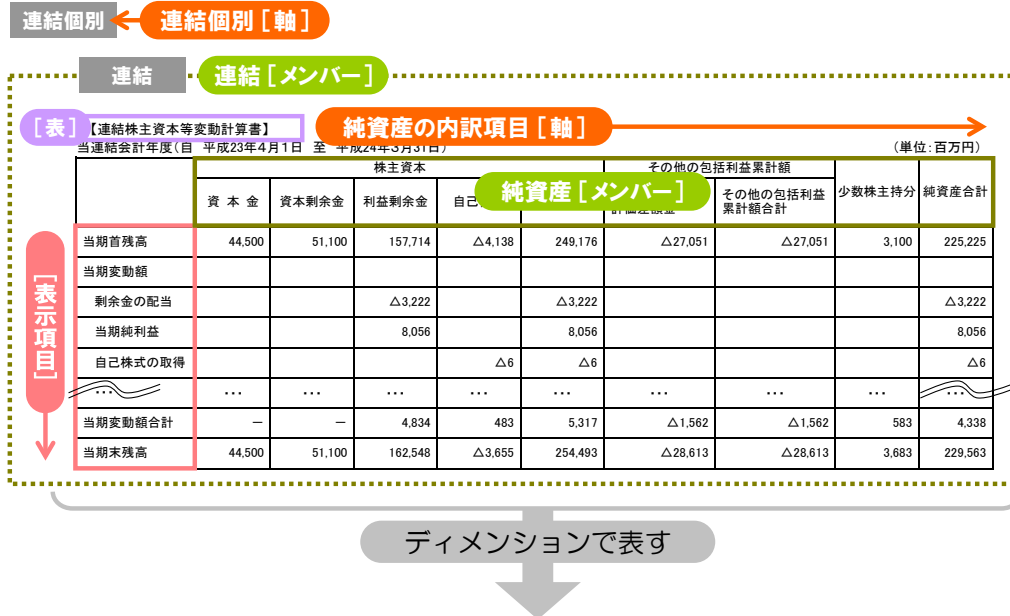 連結個別 連結個別［軸］
連結 連結［メンバー］
［表］【連結株主資本等変動計算書】 純資産の内訳項目［軸］
当連結会計年度(自 平成23年4月1日 至 平成24年3月31日) (単位:百万円)
株主資本 その他の包括利益累計額
資本金 資本剰余金 利益剰余金 自己 純資産［メンバー］ 評価差額金 その他の包括利益累計額合計 少数株主持分 純資産合計
［表示項目］
当期首残高 44,500 51,100 157,714 △4,138 249,176 △27,051 △27,051 3,100 225,225
当期変動額
剰余金の配当 △3,222 △3,222 △3,222
当期純利益 8,056 8,056 8,056
自己株式の取得 △6 △6 △6
… … … … … … … … … …
当期変動額合計 － － 4,834 483 5,317 △1,562 △1,562 583 4,338
当期末残高 44,500 51,100 162,548 △3,655 254,493 △28,613 △28,613 3,683 229,563
ディメンションで表す